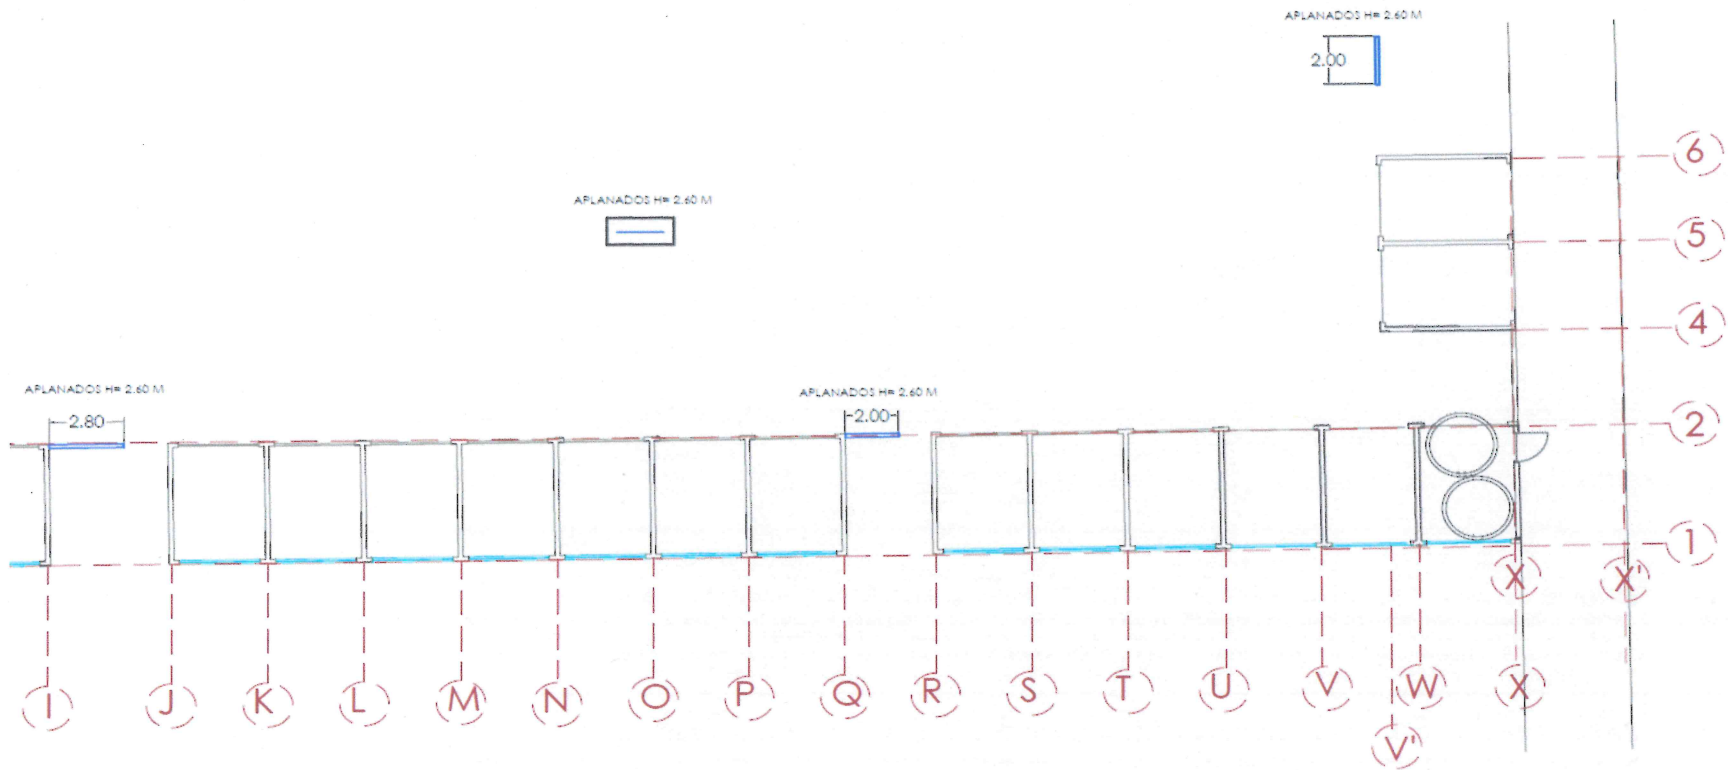 APLANADOS H= 2.60 M
2.00
6
APLANADOS H= 2.60 M
5
4
APLANADOS H= 2.60 M
2.80
APLANADOS H= 2.60 M
2.00
2
1
X
X'
I
J
K
L
M
N
O
P
Q
R
S
T
U
V
W
X
V'